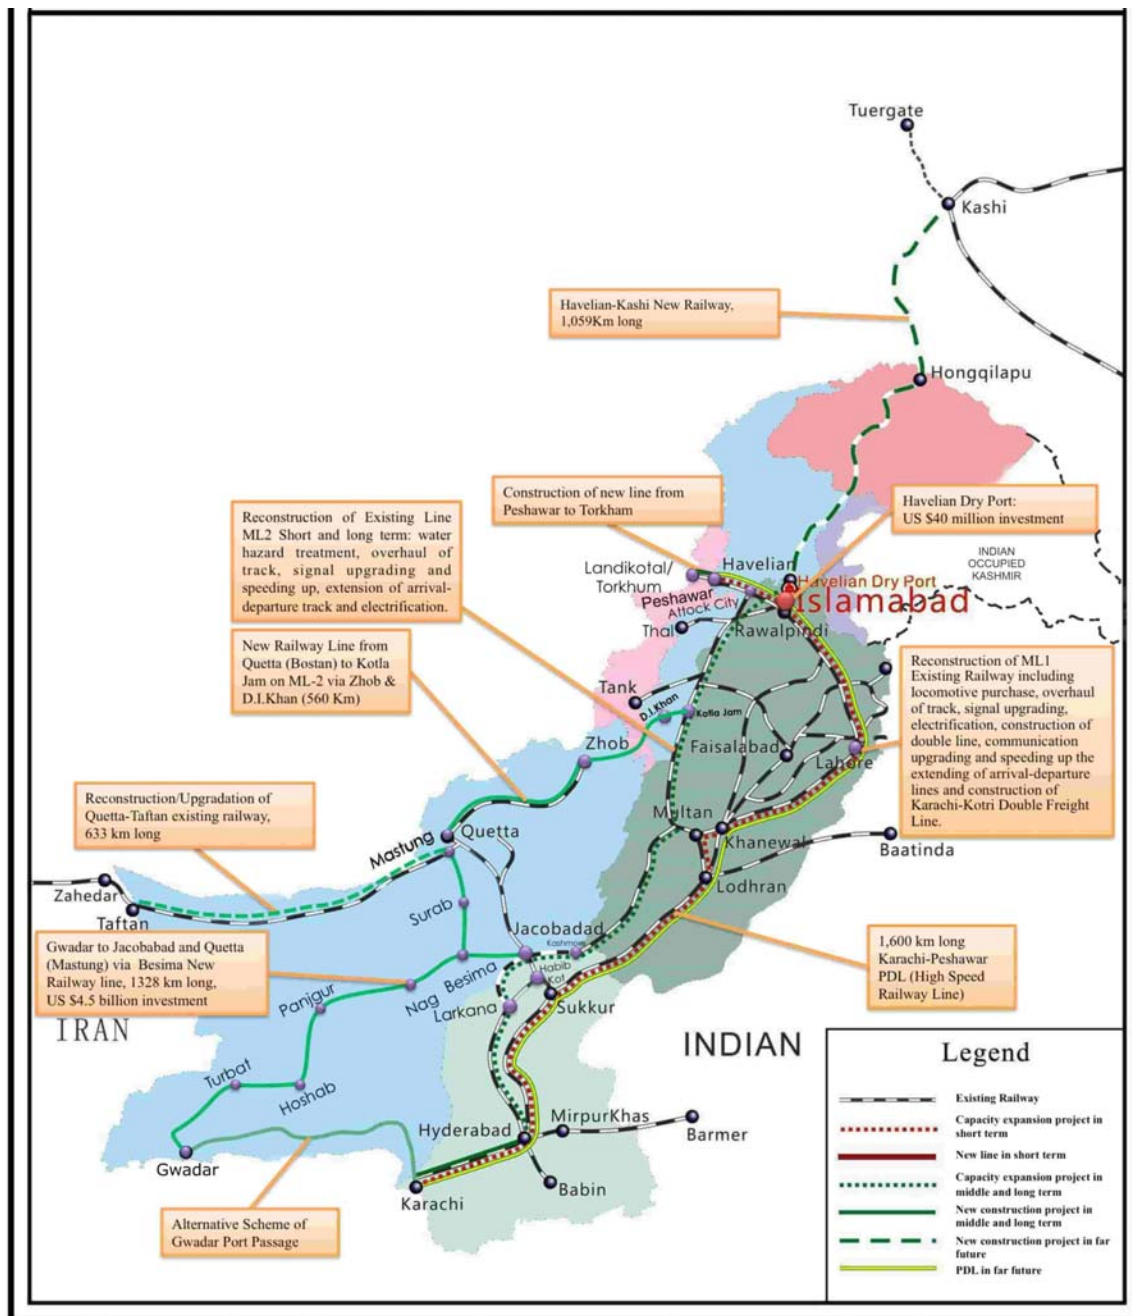 Tuergate
Kashi
Havelian-Kashi New Railway,
1,059Km long
Hongqilapu
Construction of new line from
Peshawar to Torkham
Havelian Dry Port:
US $40 million investment
Reconstruction of Existing Line
ML2 Short and long term: water
hazard treatment, overhaul of
track, signal upgrading and
speeding up, extension of arrival-
departure track and electrification.
INDIAN
OCCUPIED
KASHMIR
Landikotal/
Torkhum
Havelian
Havelian Dry Port
Islamabad
Peshawar
Attock City
Thal
Rawalpindi
New Railway Line from
Quetta (Bostan) to Kotla
Jam on ML-2 via Zhob &
D.I.Khan (560 Km)
Reconstruction of ML1
Existing Railway including
locomotive purchase, overhaul
of track, signal upgrading,
electrification, construction of
double line, communication
upgrading and speeding up the
extending of arrival-departure
lines and construction of
Karachi-Kotri Double Freight
Line.
Tank
D.I.Khan
Kotla Jam
Zhob
Faisalabad
Lahore
Reconstruction/Upgradation of
Quetta-Taftan existing railway,
633 km long
Multan
Khanewal
Baatinda
Mastung
Quetta
Lodhran
Zahedar
Taftan
Surab
Jacobadad
Kashmore
Gwadar to Jacobabad and Quetta
(Mastung) via Besima New
Railway line, 1328 km long,
US $4.5 billion investment
1,600 km long
Karachi-Peshawar
PDL (High Speed
Railway Line)
Besima
Nag
Habib
Kot
Panjgur
Larkana
Sukkur
IRAN
INDIAN
Turbat
Hoshab
Hyderabad
MirpurKhas
Barmer
Gwadar
Karachi
Babin
Alternative Scheme of
Gwadar Port Passage
Legend
Existing Railway
Capacity expansion project in
short term
New line in short term
Capacity expansion project in
middle and long term
New construction project in
middle and long term
New construction project in far
future
PDL in far future